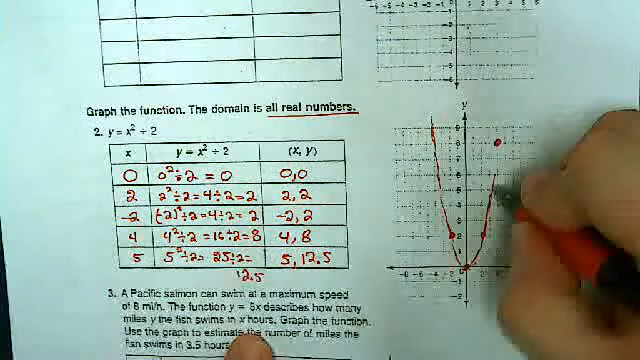 Graph the function. The domain is all real numbers.
2. y = x² ÷ 2
x y = x² ÷ 2 (x, y)
0 0²÷2 = 0 0,0
2 2²÷2=4÷2=2 2,2
-2 (-2)²÷2=4÷2=2 -2,2
4 4²÷2=16÷2=8 4,8
5 5²÷2= 25÷2= 5,12.5
12.5
3. A Pacific salmon can swim at a maximum speed
of 8 mi/h. The function y = 8x describes how many
miles y the fish swims in x hours. Graph the function.
Use the graph to estimate the number of miles the
fish swims in 3.5 hours.
y